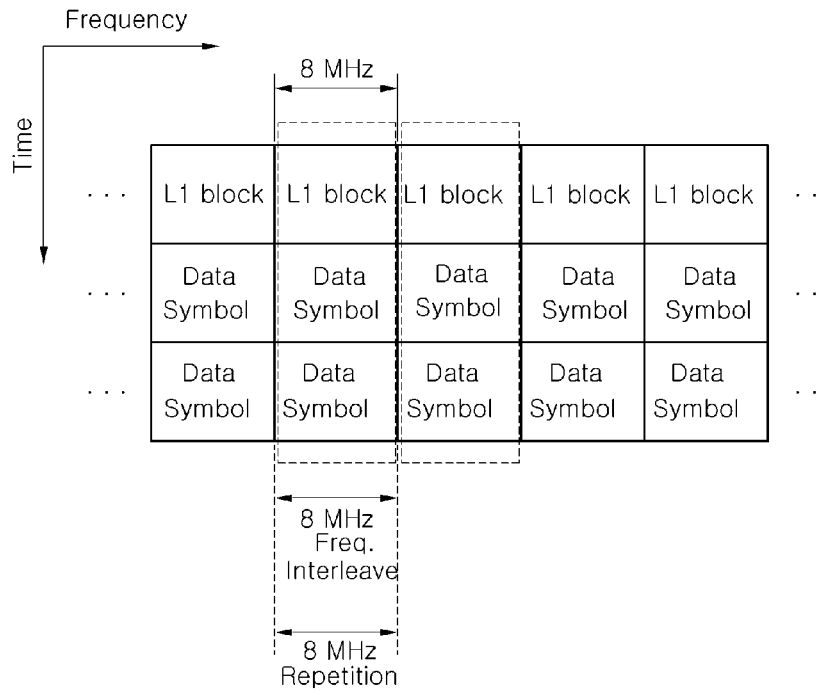 Frequency
8 MHz
Time
. . . L1 block L1 block L1 block L1 block L1 block . .
Data Data Data Data Data
. . . Symbol Symbol Symbol Symbol Symbol . .
Data Data Data Data Data
. . . Symbol Symbol Symbol Symbol Symbol . .
8 MHz
Freq.
Interleave
8 MHz
Repetition